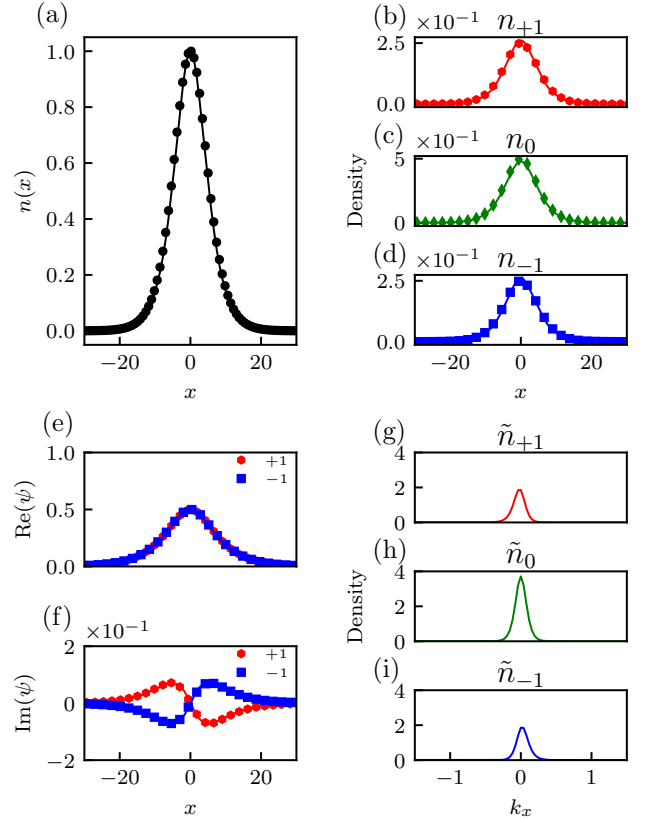 (a)
n(x)
1.0
0.8
0.6
0.4
0.2
0.0
−20 0 20
x
(b) ×10⁻¹ n₊₁
2.5
0.0
(c) ×10⁻¹ n₀
5
0
Density
(d) ×10⁻¹ n₋₁
2.5
0.0
−20 0 20
x
(e)
Re(ψ)
1.0
0.5
0.0
+1
−1
(f)
×10⁻¹
Im(ψ)
2
0
−2
+1
−1
−20 0 20
x
(g) ñ₊₁
4
2
0
(h) ñ₀
4
2
0
Density
(i) ñ₋₁
4
2
0
−1 0 1
kₓ